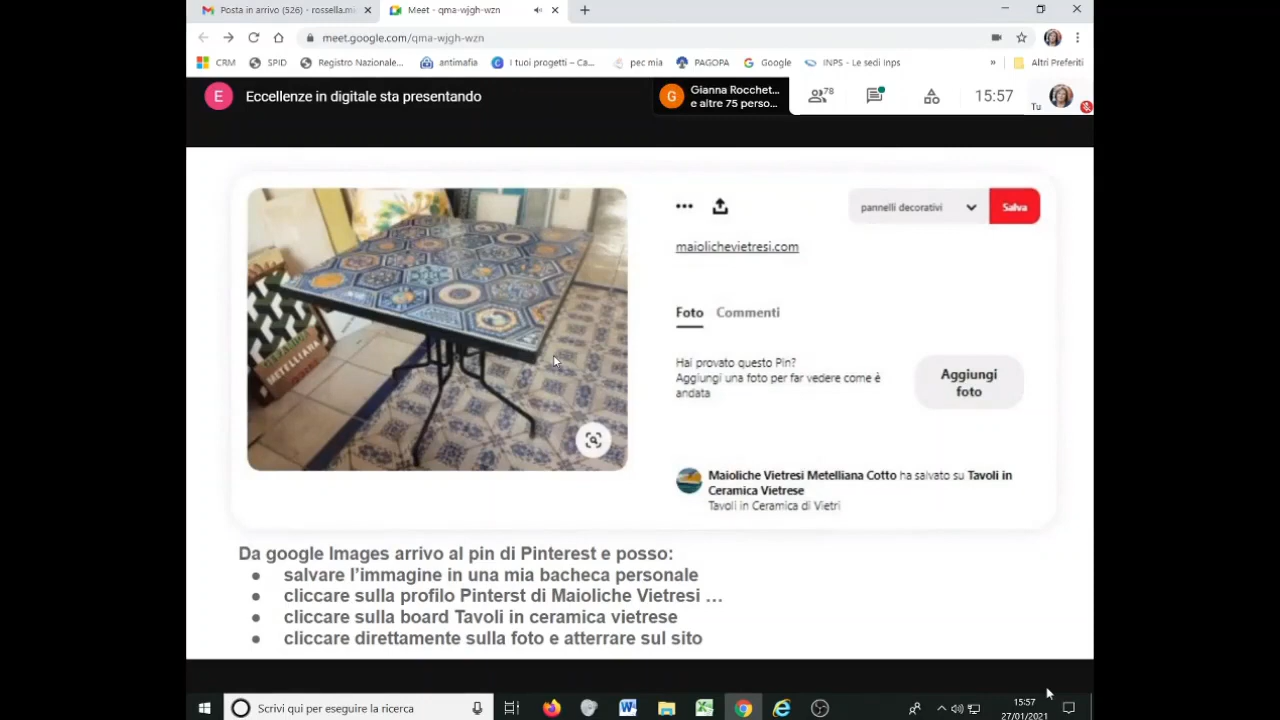 Posta in arrivo (526) - rossella.mi
Meet - qma-wjgh-wzn
meet.google.com/qma-wjgh-wzn
CRM
SPID
Registro Nazionale...
antimafia
I tuoi progetti – Ca...
pec mia
PAGOPA
Google
INPS - Le sedi Inps
»
Altri Preferiti
E
Eccellenze in digitale sta presentando
G
Gianna Rocchet...
e altre 75 perso...
78
15:57
Tu
pannelli decorativi
Salva
maiolichevietresi.com
Foto
Commenti
Hai provato questo Pin?
Aggiungi una foto per far vedere come è
andata
Aggiungi
foto
METELLIANA
Maioliche Vietresi Metelliana Cotto ha salvato su Tavoli in
Ceramica Vietrese
Tavoli in Ceramica di Vietri
Da google Images arrivo al pin di Pinterest e posso:
● salvare l’immagine in una mia bacheca personale
● cliccare sulla profilo Pinterst di Maioliche Vietresi …
● cliccare sulla board Tavoli in ceramica vietrese
● cliccare direttamente sulla foto e atterrare sul sito
Scrivi qui per eseguire la ricerca
15:57
27/01/2021